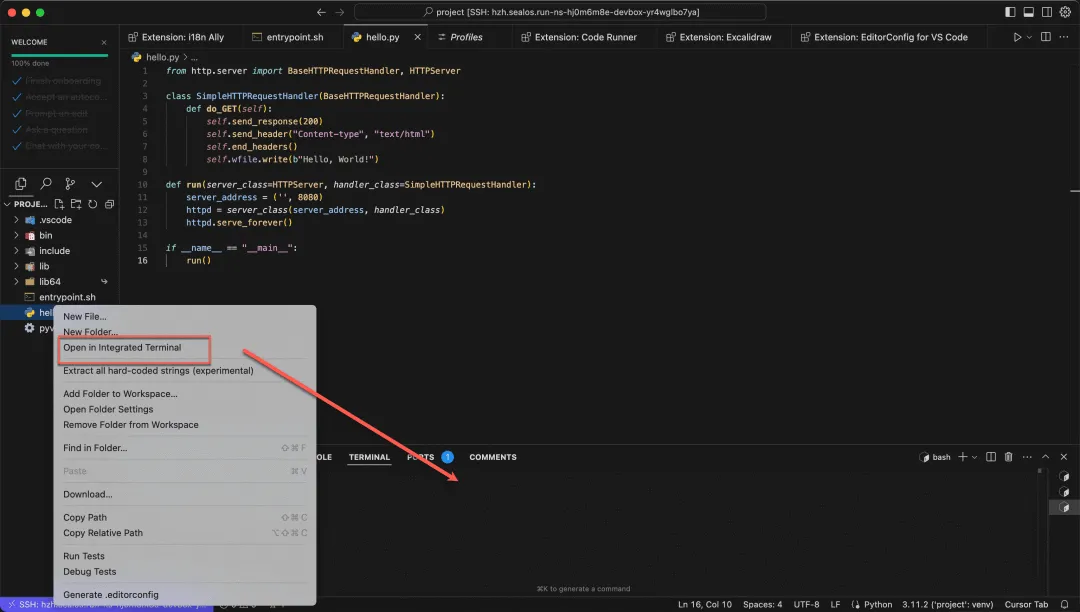 project [SSH: hzh.sealos.run-ns-hj0m6m8e-devbox-yr4wglbo7ya]
WELCOME
Extension: i18n Ally
entrypoint.sh
hello.py
Profiles
Extension: Code Runner
Extension: Excalidraw
Extension: EditorConfig for VS Code
100% done
Finish onboarding
Accept an autoco...
Prompt an edit
Ask a question
Chat with your co...
hello.py > ...
1 from http.server import BaseHTTPRequestHandler, HTTPServer
2
3 class SimpleHTTPRequestHandler(BaseHTTPRequestHandler):
4 def do_GET(self):
5 self.send_response(200)
6 self.send_header("Content-type", "text/html")
7 self.end_headers()
8 self.wfile.write(b"Hello, World!")
9
10 def run(server_class=HTTPServer, handler_class=SimpleHTTPRequestHandler):
11 server_address = ('', 8080)
12 httpd = server_class(server_address, handler_class)
13 httpd.serve_forever()
14
15 if __name__ == "__main__":
16 run()
PROJE...
.vscode
bin
include
lib
lib64
entrypoint.sh
hell
pyv
New File...
New Folder...
Open in Integrated Terminal
Extract all hard-coded strings (experimental)
Add Folder to Workspace...
Open Folder Settings
Remove Folder from Workspace
Find in Folder... ⇧⌘F
Paste ⌘V
Download...
Copy Path ⇧⌘C
Copy Relative Path ⌥⇧⌘C
Run Tests
Debug Tests
Generate .editorconfig
OLE
TERMINAL
PORTS 1
COMMENTS
bash
⌘K to generate a command
SSH: hzh.sealos.run-ns-hj0m6m8e-devbox-y...
Ln 16, Col 10
Spaces: 4
UTF-8
LF
Python
3.11.2 ('project': venv)
Cursor Tab